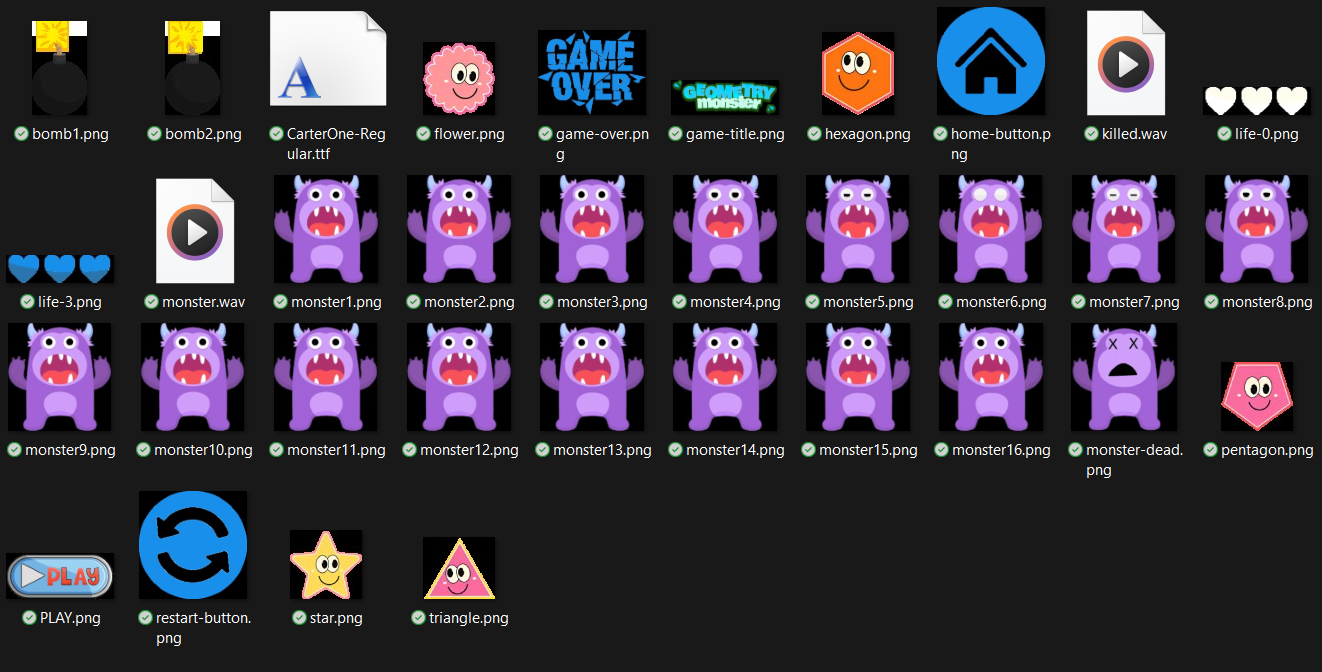 GAME
OVER
GEOMETRY
monster
bomb1.png
bomb2.png
CarterOne-Reg
ular.ttf
flower.png
game-over.pn
g
game-title.png
hexagon.png
home-button.p
ng
killed.wav
life-0.png
A
life-3.png
monster.wav
monster1.png
monster2.png
monster3.png
monster4.png
monster5.png
monster6.png
monster7.png
monster8.png
X X
monster9.png
monster10.png
monster11.png
monster12.png
monster13.png
monster14.png
monster15.png
monster16.png
monster-dead.
png
pentagon.png
PLAY
PLAY.png
restart-button.
png
star.png
triangle.png